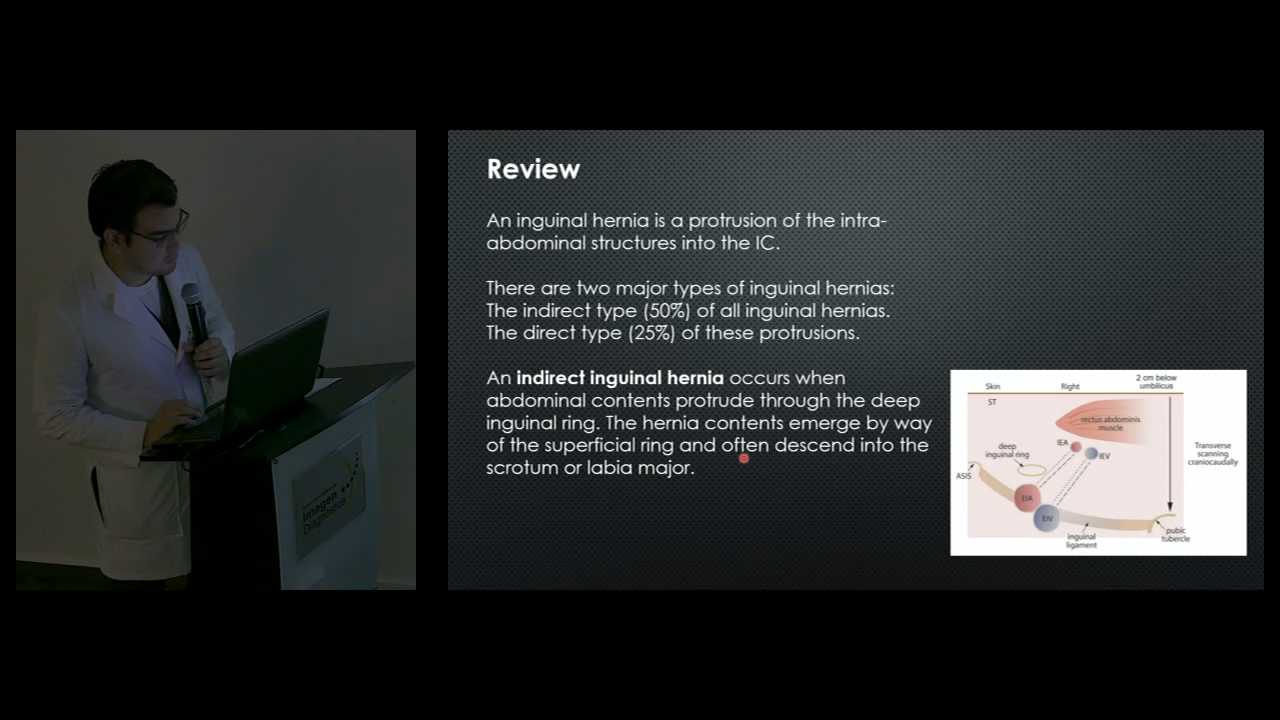 Review
An inguinal hernia is a protrusion of the intra-
abdominal structures into the IC.
There are two major types of inguinal hernias:
The indirect type (50%) of all inguinal hernias.
The direct type (25%) of these protrusions.
An indirect inguinal hernia occurs when
abdominal contents protrude through the deep
inguinal ring. The hernia contents emerge by way
of the superficial ring and often descend into the
scrotum or labia major.
Skin
Right
2 cm below
umbilicus
ST
rectus abdominis
muscle
IEA
IEV
deep
inguinal ring
Transverse
scanning
craniocaudally
ASIS
EIA
EIV
inguinal
ligament
pubic
tubercle
Imagen
Diagnostica